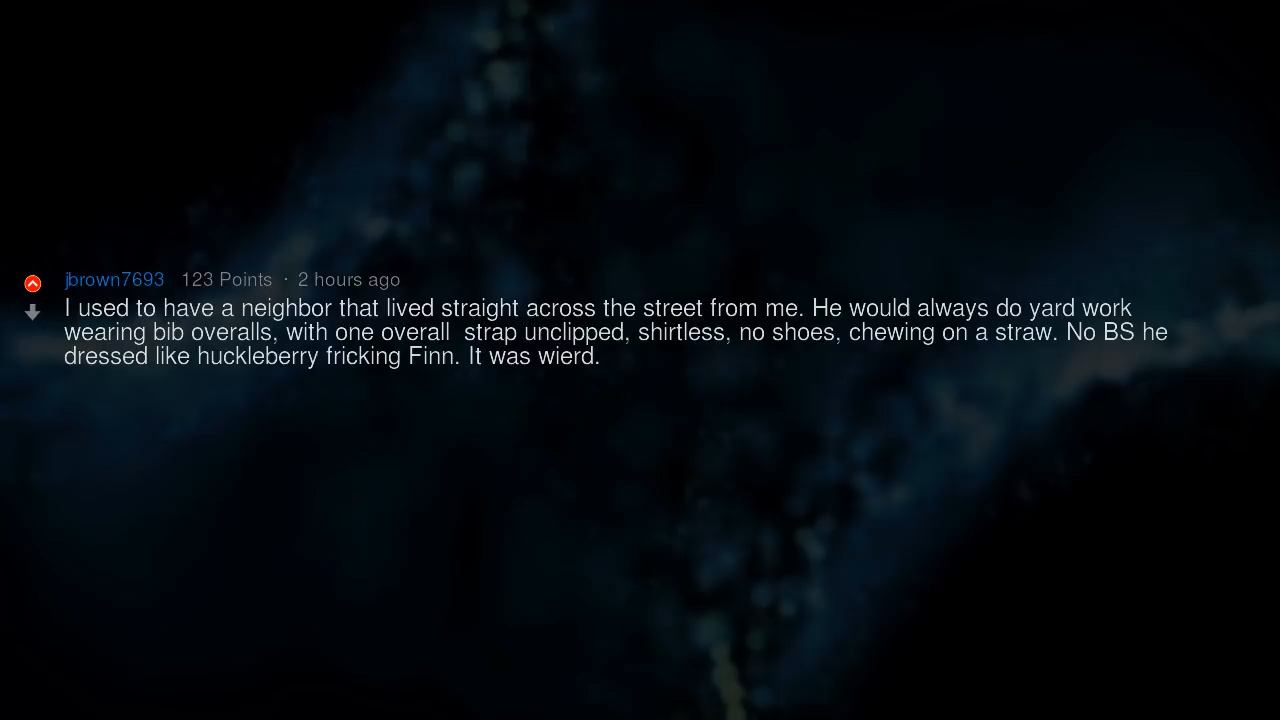 jbrown7693 123 Points · 2 hours ago
I used to have a neighbor that lived straight across the street from me. He would always do yard work
wearing bib overalls, with one overall  strap unclipped, shirtless, no shoes, chewing on a straw. No BS he
dressed like huckleberry fricking Finn. It was wierd.